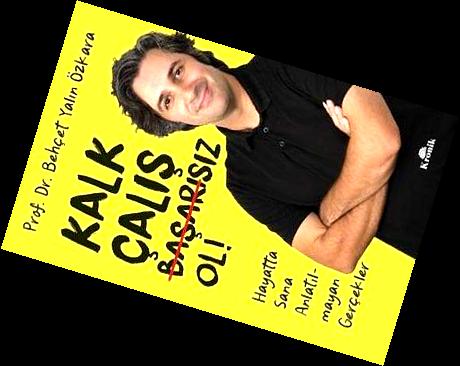 Prof. Dr. Behçet Yalın Özkara
KALK
ÇALIŞ
BAŞARISIZ
OL!
Hayatta
Sana
Anlatıl-
mayan
Gerçekler
Kronik